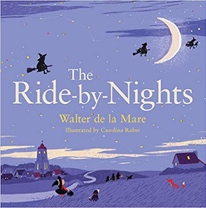 The
Ride-by-Nights
Walter de la Mare
Illustrated by Carolina Rabei